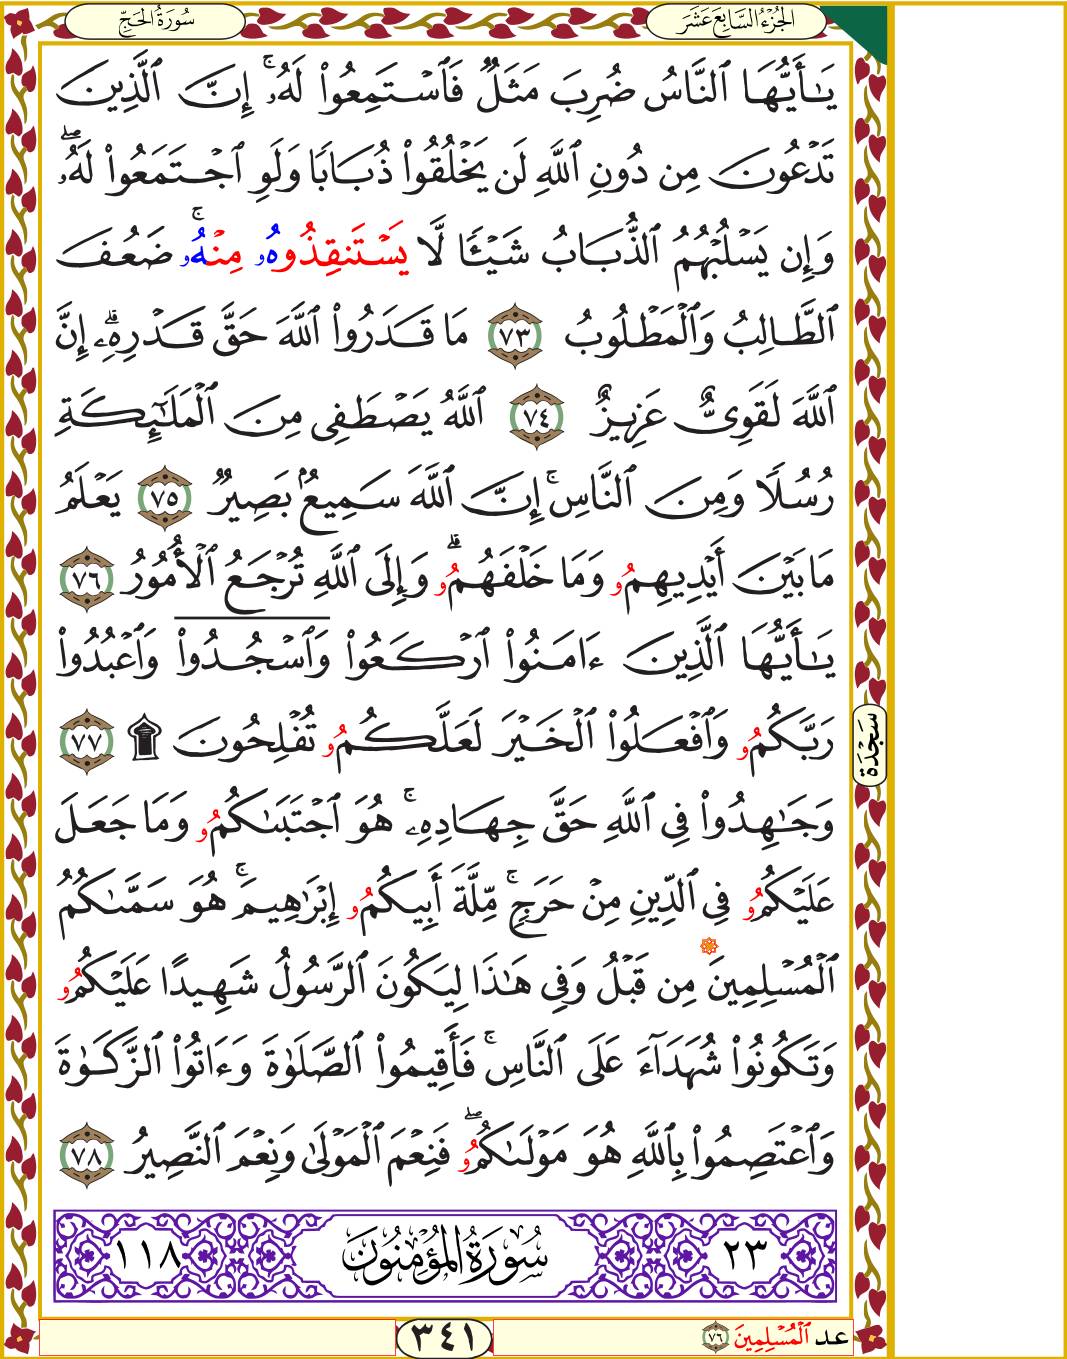 الجُزْءُ السَّابِعَ عَشَرَ
سُورَةُ الحَجِّ
يَـٰٓأَيُّهَا ٱلنَّاسُ ضُرِبَ مَثَلٌ فَٱسْتَمِعُوا۟ لَهُۥٓ ۚ إِنَّ ٱلَّذِينَ
تَدْعُونَ مِن دُونِ ٱللَّهِ لَن يَخْلُقُوا۟ ذُبَابًا وَلَوِ ٱجْتَمَعُوا۟ لَهُۥ ۖ
وَإِن يَسْلُبْهُمُ ٱلذُّبَابُ شَيْـًٔا لَّا يَسْتَنقِذُوهُۥ مِنْهُۥ ۚ ضَعُفَ
ٱلطَّالِبُ وَٱلْمَطْلُوبُ ٧٣ مَا قَدَرُوا۟ ٱللَّهَ حَقَّ قَدْرِهِۦٓ ۗ إِنَّ
ٱللَّهَ لَقَوِىٌّ عَزِيزٌ ٧٤ ٱللَّهُ يَصْطَفِى مِنَ ٱلْمَلَـٰٓئِكَةِ
رُسُلًا وَمِنَ ٱلنَّاسِ ۚ إِنَّ ٱللَّهَ سَمِيعٌۢ بَصِيرٌ ٧٥ يَعْلَمُ
مَا بَيْنَ أَيْدِيهِمُۥ وَمَا خَلْفَهُمُۥ ۗ وَإِلَى ٱللَّهِ تُرْجَعُ ٱلْأُمُورُ ٧٦
يَـٰٓأَيُّهَا ٱلَّذِينَ ءَامَنُوا۟ ٱرْكَعُوا۟ وَٱسْجُدُوا۟ وَٱعْبُدُوا۟
رَبَّكُمُۥ وَٱفْعَلُوا۟ ٱلْخَيْرَ لَعَلَّكُمُۥ تُفْلِحُونَ ۩ ٧٧
وَجَـٰهِدُوا۟ فِى ٱللَّهِ حَقَّ جِهَادِهِۦ ۚ هُوَ ٱجْتَبَىٰكُمُۥ وَمَا جَعَلَ
عَلَيْكُمُۥ فِى ٱلدِّينِ مِنْ حَرَجٍ ۚ مِّلَّةَ أَبِيكُمُۥ إِبْرَٰهِيمَ ۚ هُوَ سَمَّىٰكُمُ
ٱلْمُسْلِمِينَ مِن قَبْلُ وَفِى هَـٰذَا لِيَكُونَ ٱلرَّسُولُ شَهِيدًا عَلَيْكُمُۥ
وَتَكُونُوا۟ شُهَدَآءَ عَلَى ٱلنَّاسِ ۚ فَأَقِيمُوا۟ ٱلصَّلَوٰةَ وَءَاتُوا۟ ٱلزَّكَوٰةَ
وَٱعْتَصِمُوا۟ بِٱللَّهِ هُوَ مَوْلَىٰكُمُۥ ۖ فَنِعْمَ ٱلْمَوْلَىٰ وَنِعْمَ ٱلنَّصِيرُ ٧٨
سَجْدَة
٢٣ سُورَةُ المُؤْمِنُونَ ١١٨
عد ٱلْمُسْلِمِينَ ٧٦
٣٤١